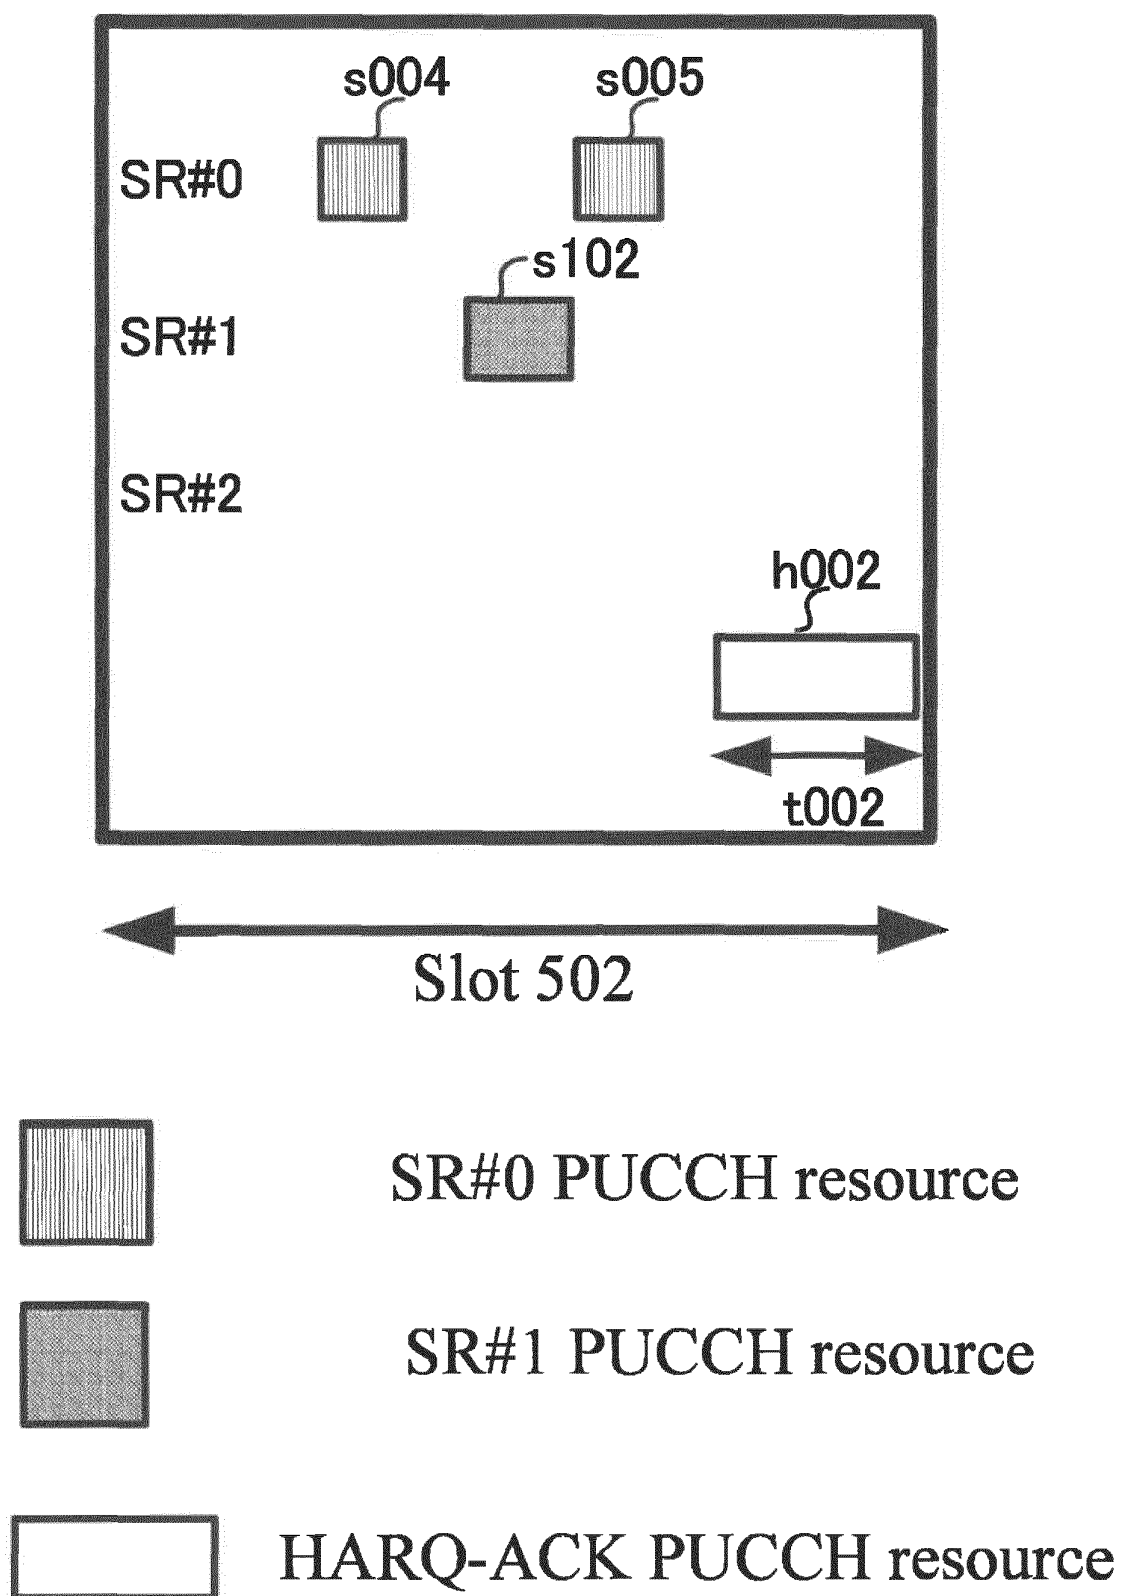 s004 s005
SR#0
s102
SR#1
SR#2
h002
t002
Slot 502
SR#0 PUCCH resource
SR#1 PUCCH resource
HARQ-ACK PUCCH resource